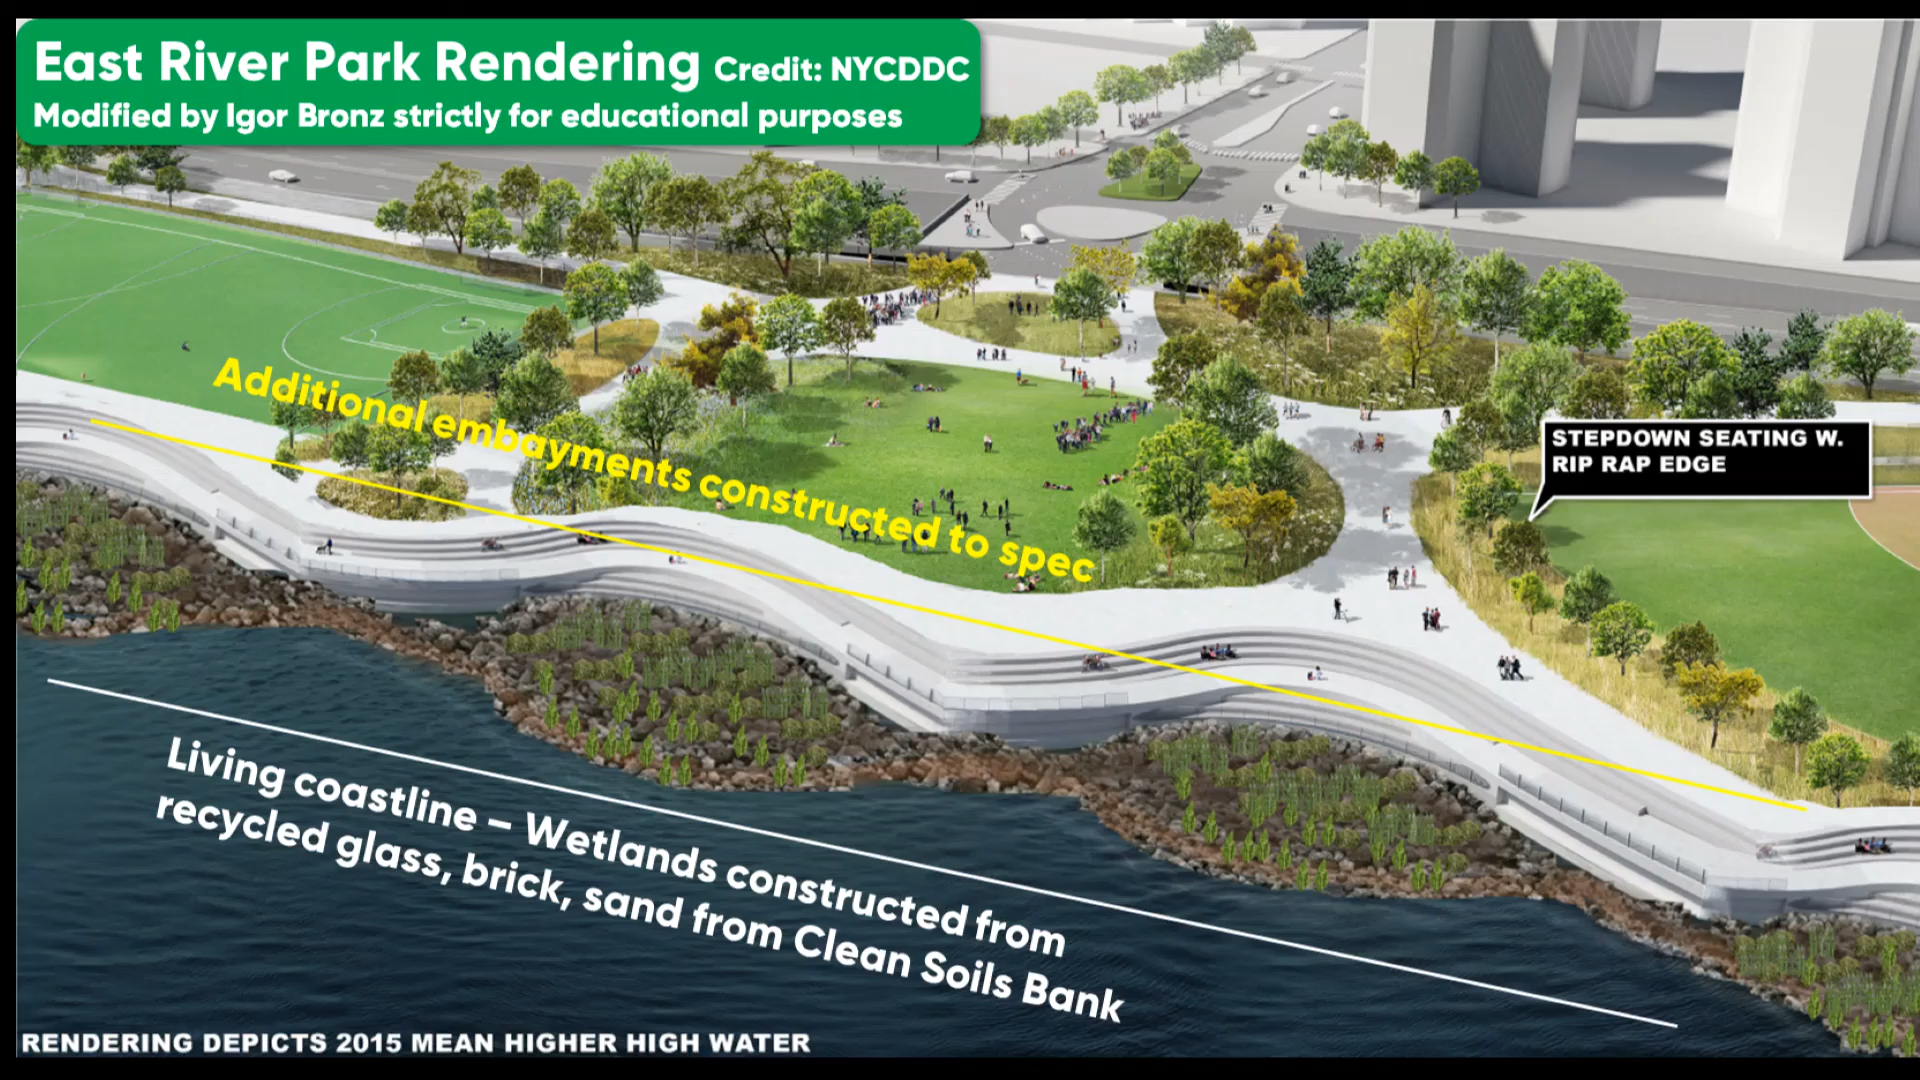 East River Park Rendering Credit: NYCDDC
Modified by Igor Bronz strictly for educational purposes
Additional embayments constructed to spec
STEPDOWN SEATING W.
RIP RAP EDGE
Living coastline – Wetlands constructed from
recycled glass, brick, sand from Clean Soils Bank
RENDERING DEPICTS 2015 MEAN HIGHER HIGH WATER